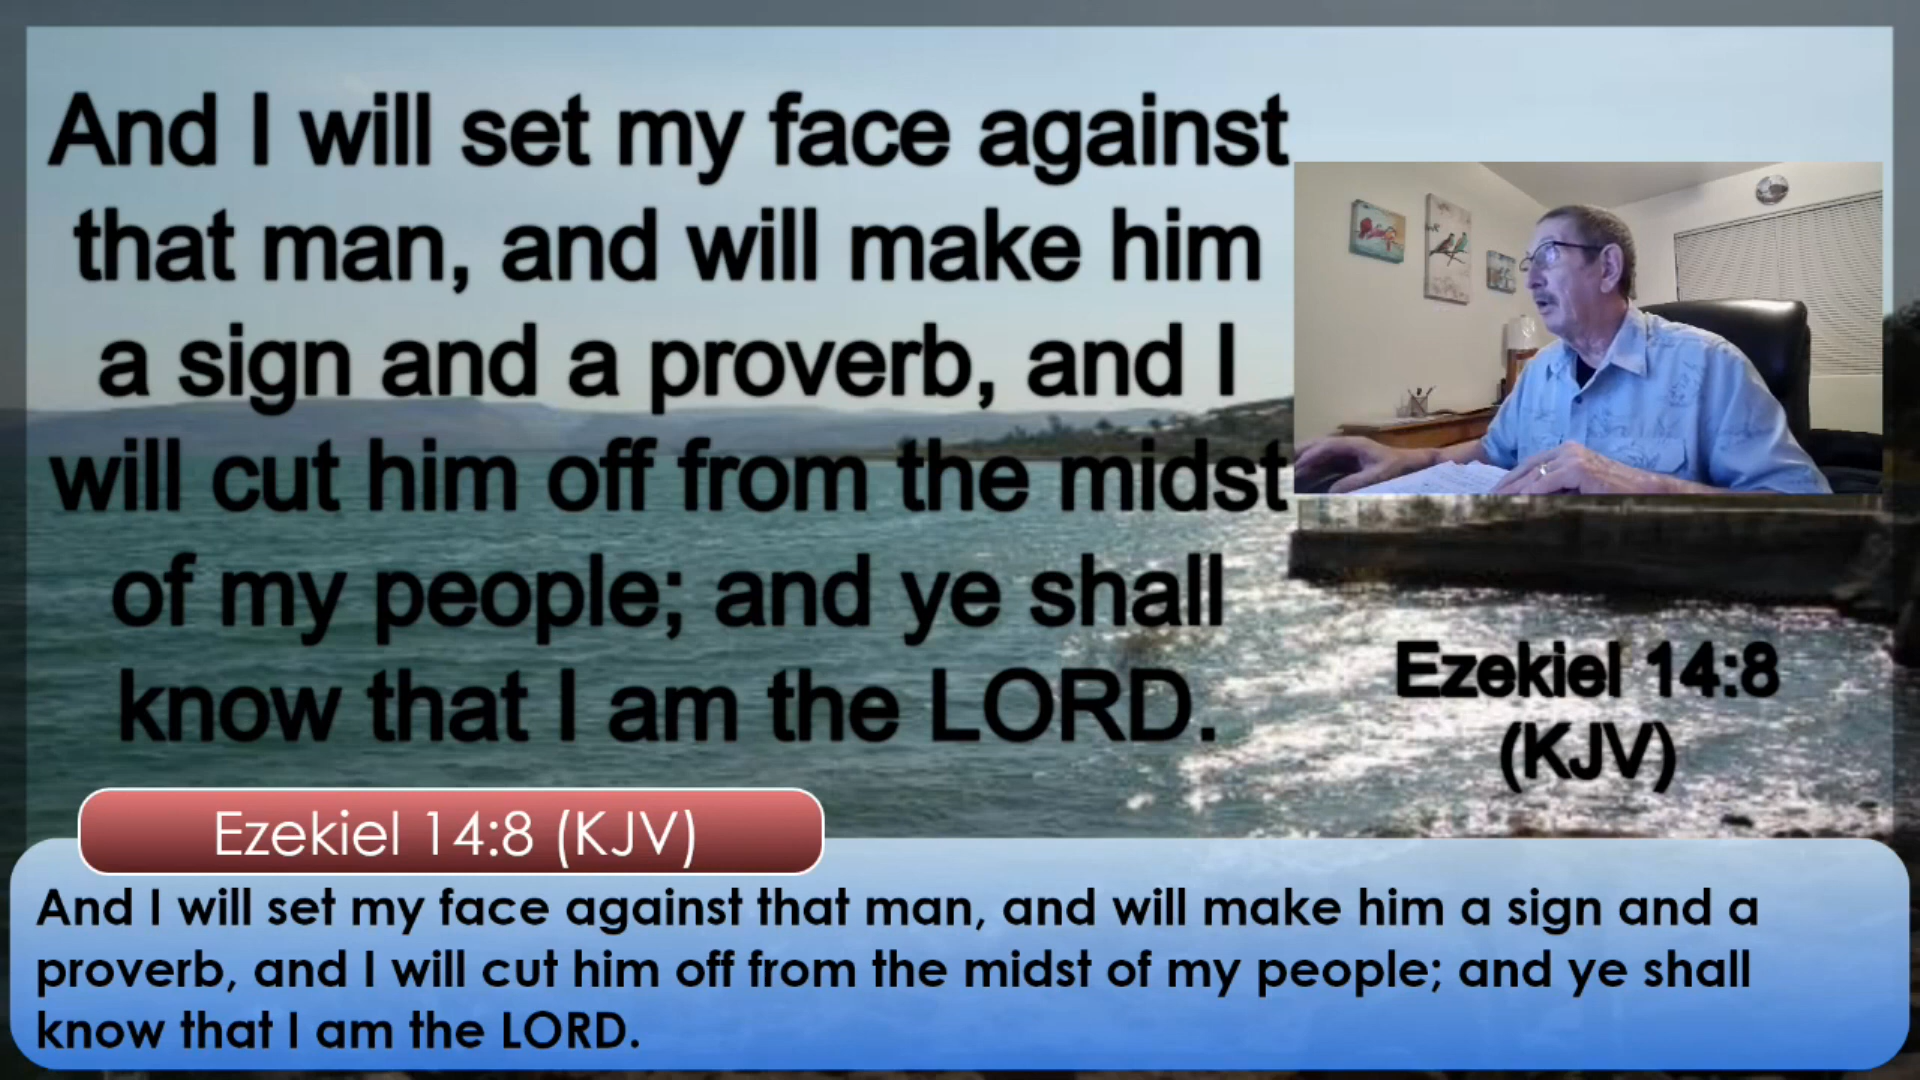 And I will set my face against
that man, and will make him
a sign and a proverb, and I
will cut him off from the midst
of my people; and ye shall
know that I am the LORD.
Ezekiel 14:8
(KJV)
Ezekiel 14:8 (KJV)
And I will set my face against that man, and will make him a sign and a
proverb, and I will cut him off from the midst of my people; and ye shall
know that I am the LORD.